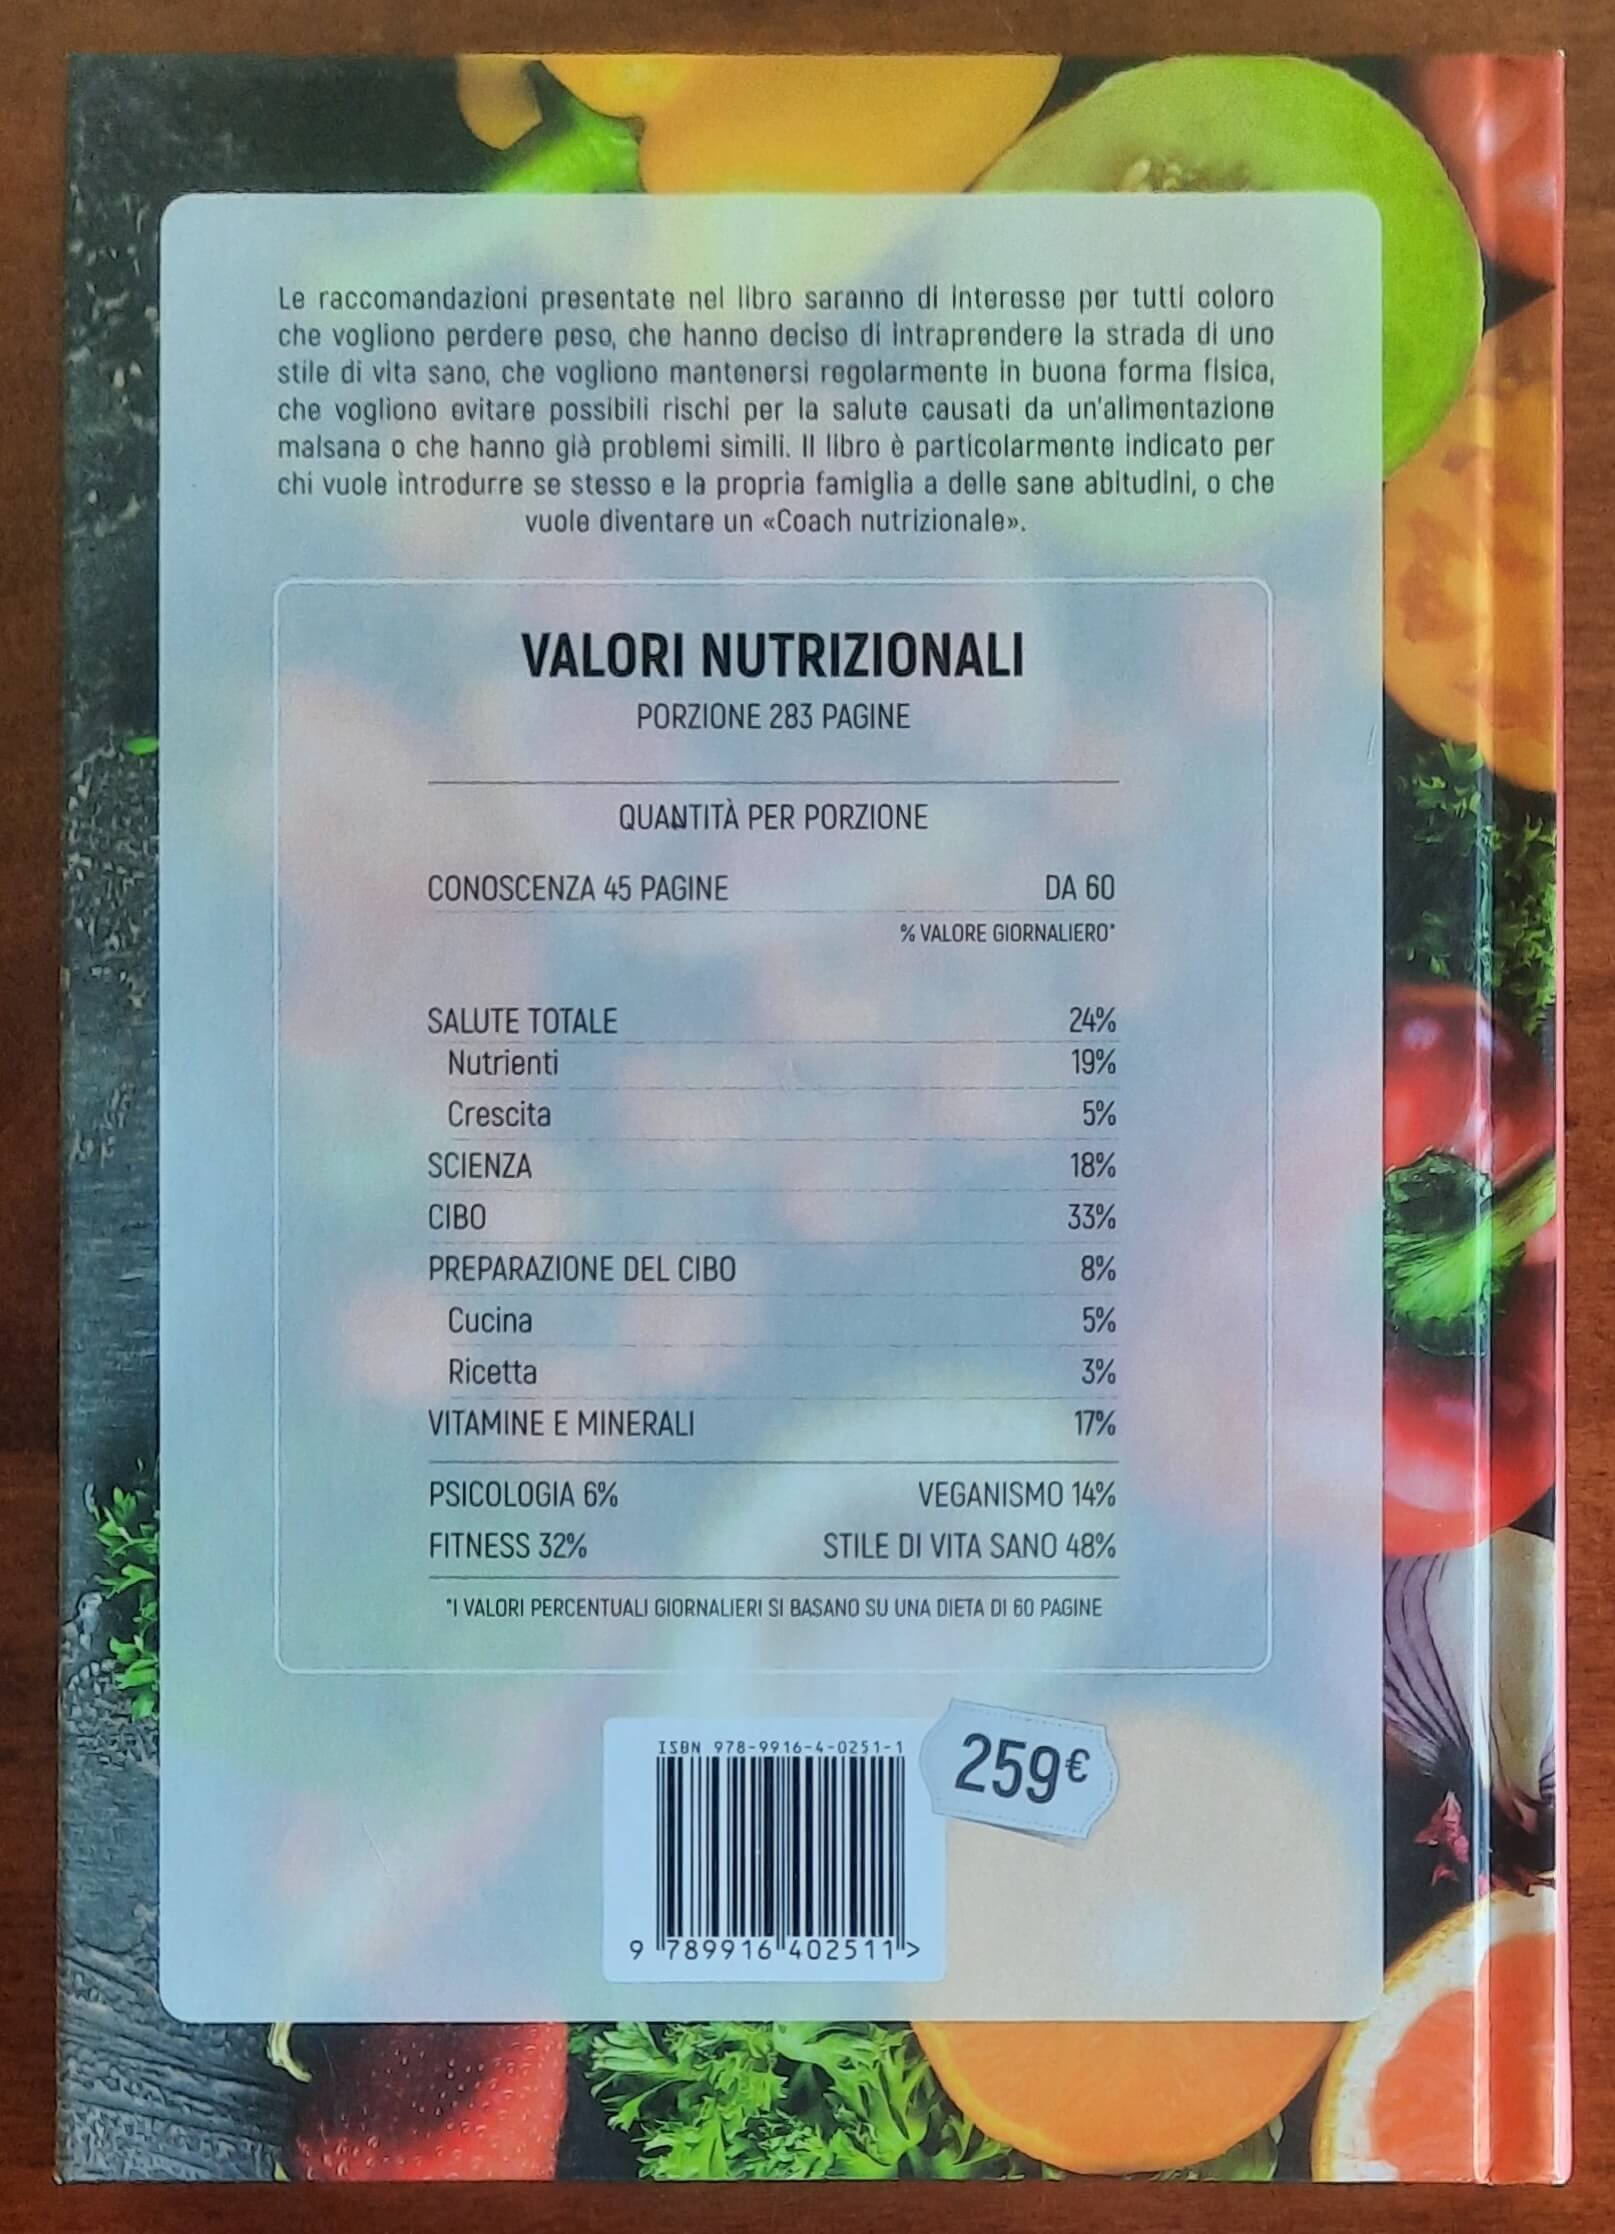 Le raccomandazioni presentate nel libro saranno di interesse per tutti coloro
che vogliono perdere peso, che hanno deciso di intraprendere la strada di uno
stile di vita sano, che vogliono mantenersi regolarmente in buona forma fisica,
che vogliono evitare possibili rischi per la salute causati da un'alimentazione
malsana o che hanno già problemi simili. Il libro è particolarmente indicato per
chi vuole introdurre se stesso e la propria famiglia a delle sane abitudini, o che
vuole diventare un «Coach nutrizionale».
VALORI NUTRIZIONALI
PORZIONE 283 PAGINE
QUANTITÀ PER PORZIONE
CONOSCENZA 45 PAGINE DA 60
% VALORE GIORNALIERO*
SALUTE TOTALE 24%
Nutrienti 19%
Crescita 5%
SCIENZA 18%
CIBO 33%
PREPARAZIONE DEL CIBO 8%
Cucina 5%
Ricetta 3%
VITAMINE E MINERALI 17%
PSICOLOGIA 6% VEGANISMO 14%
FITNESS 32% STILE DI VITA SANO 48%
*I VALORI PERCENTUALI GIORNALIERI SI BASANO SU UNA DIETA DI 60 PAGINE
ISBN 978-9916-4-0251-1
259€
9 789916 402511 >